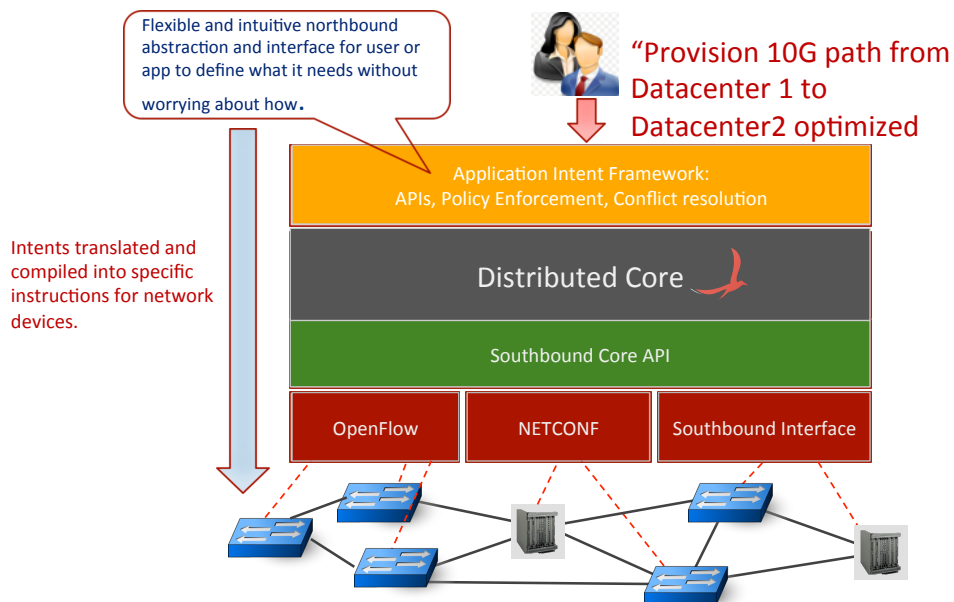 Flexible and intuitive northbound
abstraction and interface for user or
app to define what it needs without
worrying about how.
“Provision 10G path from
Datacenter 1 to
Datacenter2 optimized
Application Intent Framework:
APIs, Policy Enforcement, Conflict resolution
Intents translated and
compiled into specific
instructions for network
devices.
Distributed Core
Southbound Core API
OpenFlow
NETCONF
Southbound Interface